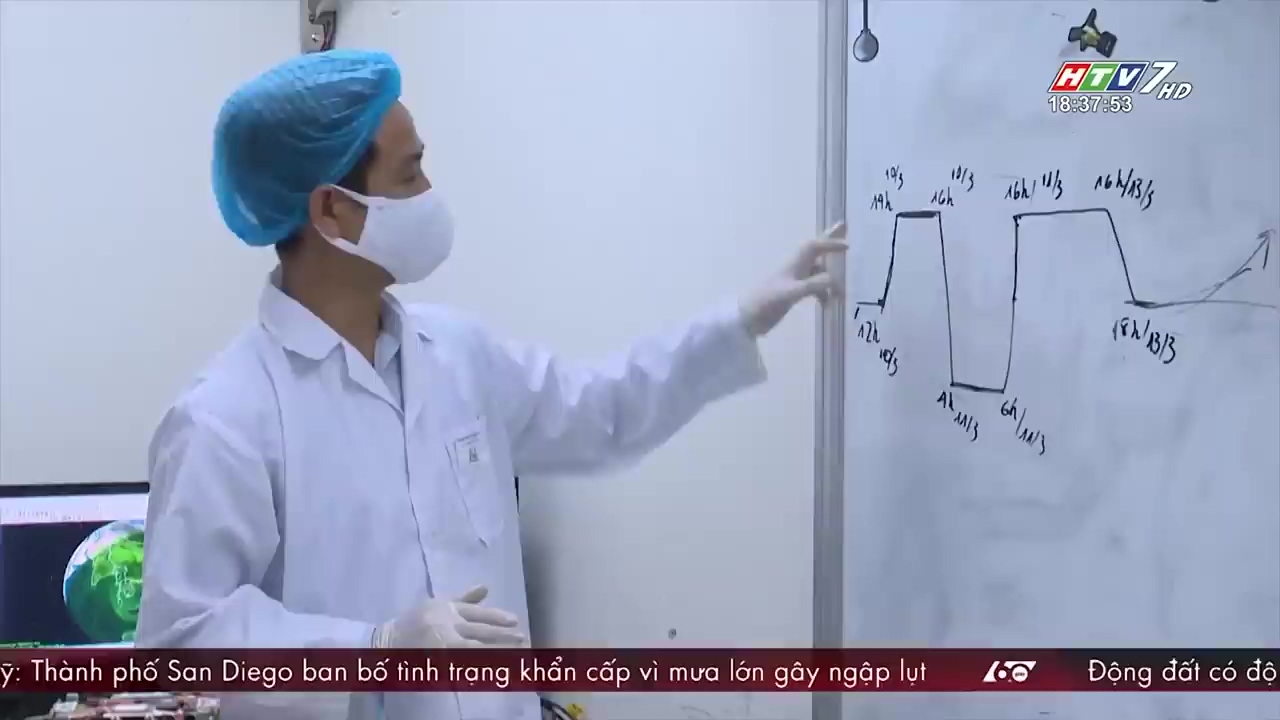 HTV7 HD
18:37:53
10/3
10/3
11/3
16h/13/3
19h
16h
16h/
12h
10/3
18h/13/3
4h
11/3
6h/11/3
ỹ: Thành phố San Diego ban bố tình trạng khẩn cấp vì mưa lớn gây ngập lụt
60 giây
Động đất có độ